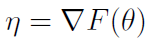 η = ∇F(θ)